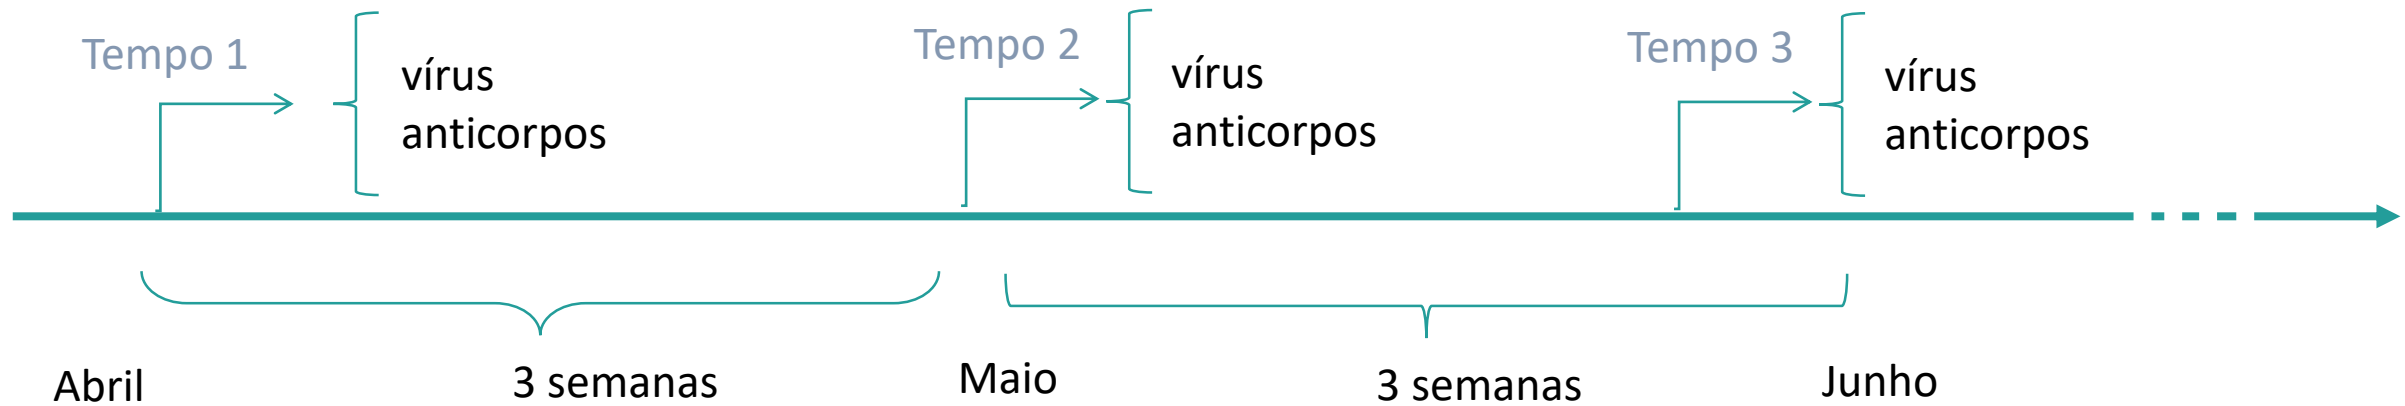 Tempo 1
vírus
anticorpos
Tempo 2
vírus
anticorpos
Tempo 3
vírus
anticorpos
Abril
3 semanas
Maio
3 semanas
Junho